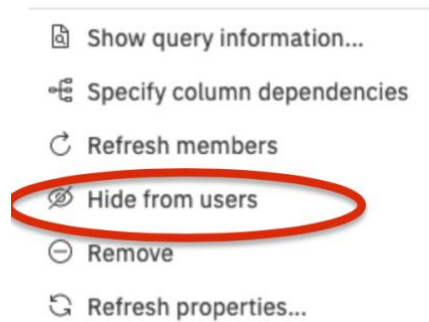 Show query information...
Specify column dependencies
Refresh members
Hide from users
Remove
Refresh properties...